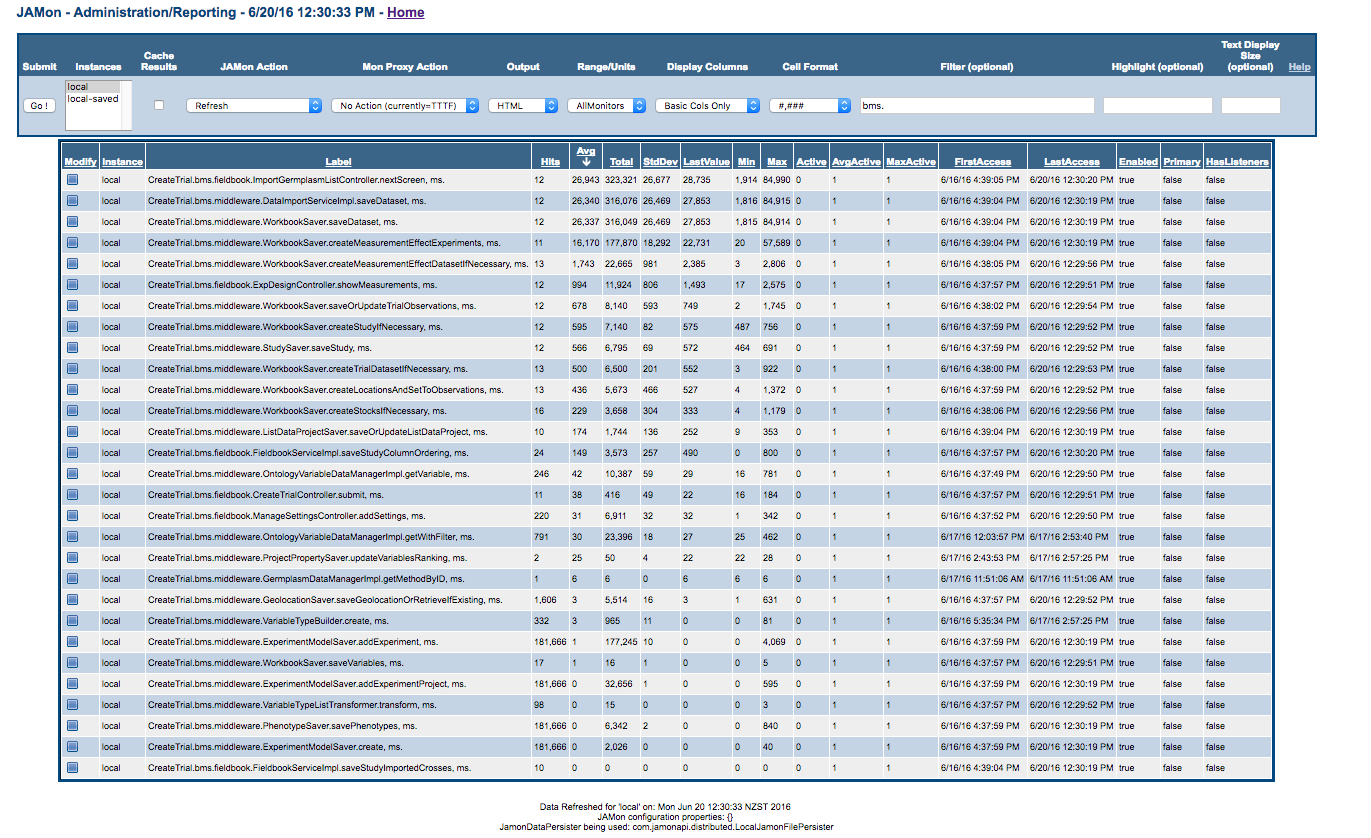 JAMon - Administration/Reporting - 6/20/16 12:30:33 PM - Home
Submit Instances Cache Results JAMon Action Mon Proxy Action Output Range/Units Display Columns Cell Format Filter (optional) Highlight (optional) Text Display Size (optional) Help
Go ! local Refresh No Action (currently=TTTF) HTML AllMonitors Basic Cols Only #,### bms.
local-saved
Modify Instance Label Hits Avg Total StdDev LastValue Min Max Active AvgActive MaxActive FirstAccess LastAccess Enabled Primary HasListeners
local CreateTrial.bms.fieldbook.ImportGermplasmListController.nextScreen, ms. 12 26,943 323,321 26,677 28,735 1,914 84,990 0 1 1 6/16/16 4:39:05 PM 6/20/16 12:30:20 PM true false false
local CreateTrial.bms.middleware.DataImportServiceImpl.saveDataset, ms. 12 26,340 316,076 26,469 27,853 1,816 84,915 0 1 1 6/16/16 4:39:04 PM 6/20/16 12:30:19 PM true false false
local CreateTrial.bms.middleware.WorkbookSaver.saveDataset, ms. 12 26,337 316,049 26,469 27,853 1,815 84,914 0 1 1 6/16/16 4:39:04 PM 6/20/16 12:30:19 PM true false false
local CreateTrial.bms.middleware.WorkbookSaver.createMeasurementEffectExperiments, ms. 11 16,170 177,870 18,292 22,731 20 57,589 0 1 1 6/16/16 4:39:04 PM 6/20/16 12:30:19 PM true false false
local CreateTrial.bms.middleware.WorkbookSaver.createMeasurementEffectDatasetIfNecessary, ms. 13 1,743 22,665 981 2,385 3 2,806 0 1 1 6/16/16 4:38:05 PM 6/20/16 12:29:56 PM true false false
local CreateTrial.bms.fieldbook.ExpDesignController.showMeasurements, ms. 12 994 11,924 806 1,493 17 2,575 0 1 1 6/16/16 4:37:57 PM 6/20/16 12:29:51 PM true false false
local CreateTrial.bms.middleware.WorkbookSaver.saveOrUpdateTrialObservations, ms. 12 678 8,140 593 749 2 1,745 0 1 1 6/16/16 4:38:02 PM 6/20/16 12:29:54 PM true false false
local CreateTrial.bms.middleware.WorkbookSaver.createStudyIfNecessary, ms. 12 595 7,140 82 575 487 756 0 1 1 6/16/16 4:37:59 PM 6/20/16 12:29:52 PM true false false
local CreateTrial.bms.middleware.StudySaver.saveStudy, ms. 12 566 6,795 69 572 464 691 0 1 1 6/16/16 4:37:59 PM 6/20/16 12:29:52 PM true false false
local CreateTrial.bms.middleware.WorkbookSaver.createTrialDatasetIfNecessary, ms. 13 500 6,500 201 552 3 922 0 1 1 6/16/16 4:38:00 PM 6/20/16 12:29:53 PM true false false
local CreateTrial.bms.middleware.WorkbookSaver.createLocationsAndSetToObservations, ms. 13 436 5,673 466 527 4 1,372 0 1 1 6/16/16 4:37:59 PM 6/20/16 12:29:52 PM true false false
local CreateTrial.bms.middleware.WorkbookSaver.createStocksIfNecessary, ms. 16 229 3,658 304 333 4 1,179 0 1 1 6/16/16 4:38:06 PM 6/20/16 12:29:56 PM true false false
local CreateTrial.bms.middleware.ListDataProjectSaver.saveOrUpdateListDataProject, ms. 10 174 1,744 136 252 9 353 0 1 1 6/16/16 4:39:04 PM 6/20/16 12:30:19 PM true false false
local CreateTrial.bms.middleware.FieldbookServiceImpl.saveStudyColumnOrdering, ms. 24 149 3,573 257 490 0 800 0 1 1 6/16/16 4:37:57 PM 6/20/16 12:30:20 PM true false false
local CreateTrial.bms.middleware.OntologyVariableDataManagerImpl.getVariable, ms. 246 42 10,387 59 29 16 781 0 1 1 6/16/16 4:37:49 PM 6/20/16 12:29:50 PM true false false
local CreateTrial.bms.fieldbook.CreateTrialController.submit, ms. 11 38 416 49 22 16 184 0 1 1 6/16/16 4:37:57 PM 6/20/16 12:29:51 PM true false false
local CreateTrial.bms.fieldbook.ManageSettingsController.addSettings, ms. 220 31 6,911 32 32 1 342 0 1 1 6/16/16 4:37:52 PM 6/20/16 12:29:50 PM true false false
local CreateTrial.bms.middleware.OntologyVariableDataManagerImpl.getWithFilter, ms. 791 30 23,396 18 27 25 462 0 1 1 6/17/16 12:03:57 PM 6/17/16 2:53:40 PM true false false
local CreateTrial.bms.middleware.ProjectPropertySaver.updateVariablesRanking, ms. 2 25 50 4 22 22 28 0 1 1 6/17/16 2:43:53 PM 6/17/16 2:57:25 PM true false false
local CreateTrial.bms.middleware.GermplasmDataManagerImpl.getMethodByID, ms. 1 6 6 0 6 6 6 0 1 1 6/17/16 11:51:06 AM 6/17/16 11:51:06 AM true false false
local CreateTrial.bms.middleware.GeolocationSaver.saveGeolocationOrRetrieveIfExisting, ms. 1,606 3 5,514 16 3 1 631 0 1 1 6/16/16 4:37:57 PM 6/20/16 12:29:52 PM true false false
local CreateTrial.bms.middleware.VariableTypeBuilder.create, ms. 332 3 965 11 0 0 81 0 1 1 6/16/16 5:35:34 PM 6/17/16 2:57:25 PM true false false
local CreateTrial.bms.middleware.ExperimentModelSaver.addExperiment, ms. 181,666 1 177,245 10 0 0 4,069 0 1 1 6/16/16 4:37:59 PM 6/20/16 12:30:19 PM true false false
local CreateTrial.bms.middleware.WorkbookSaver.saveVariables, ms. 17 1 16 1 0 0 5 0 1 1 6/16/16 4:37:57 PM 6/20/16 12:29:51 PM true false false
local CreateTrial.bms.middleware.ExperimentModelSaver.addExperimentProject, ms. 181,666 0 32,656 1 0 0 595 0 1 1 6/16/16 4:37:59 PM 6/20/16 12:30:19 PM true false false
local CreateTrial.bms.middleware.VariableTypeListTransformer.transform, ms. 98 0 15 0 0 0 3 0 1 1 6/16/16 4:37:57 PM 6/20/16 12:29:52 PM true false false
local CreateTrial.bms.middleware.PhenotypeSaver.savePhenotypes, ms. 181,666 0 6,342 2 0 0 840 0 1 1 6/16/16 4:37:59 PM 6/20/16 12:30:19 PM true false false
local CreateTrial.bms.middleware.ExperimentModelSaver.create, ms. 181,666 0 2,026 0 0 0 40 0 1 1 6/16/16 4:37:59 PM 6/20/16 12:30:19 PM true false false
local CreateTrial.bms.fieldbook.FieldbookServiceImpl.saveStudyImportedCrosses, ms. 10 0 0 0 0 0 0 0 1 1 6/16/16 4:39:04 PM 6/20/16 12:30:19 PM true false false
Data Refreshed for 'local' on: Mon Jun 20 12:30:33 NZST 2016
JAMon configuration properties: {}
JamonDataPersister being used: com.jamonapi.distributed.LocalJamonFilePersister